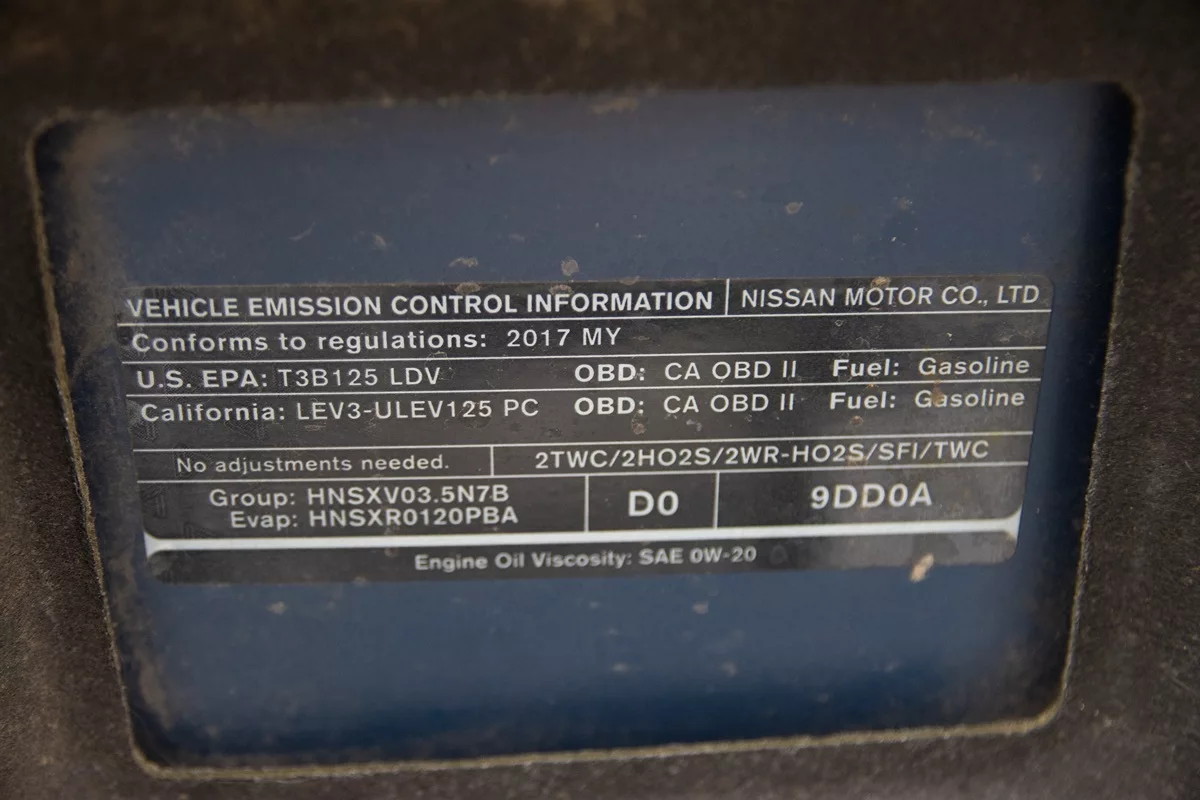 VEHICLE EMISSION CONTROL INFORMATION NISSAN MOTOR CO., LTD
Conforms to regulations: 2017 MY
U.S. EPA: T3B125 LDV OBD: CA OBD II Fuel: Gasoline
California: LEV3-ULEV125 PC OBD: CA OBD II Fuel: Gasoline
No adjustments needed. 2TWC/2HO2S/2WR-HO2S/SFI/TWC
Group: HNSXV03.5N7B D0 9DD0A
Evap: HNSXR0120PBA
Engine Oil Viscosity: SAE 0W-20